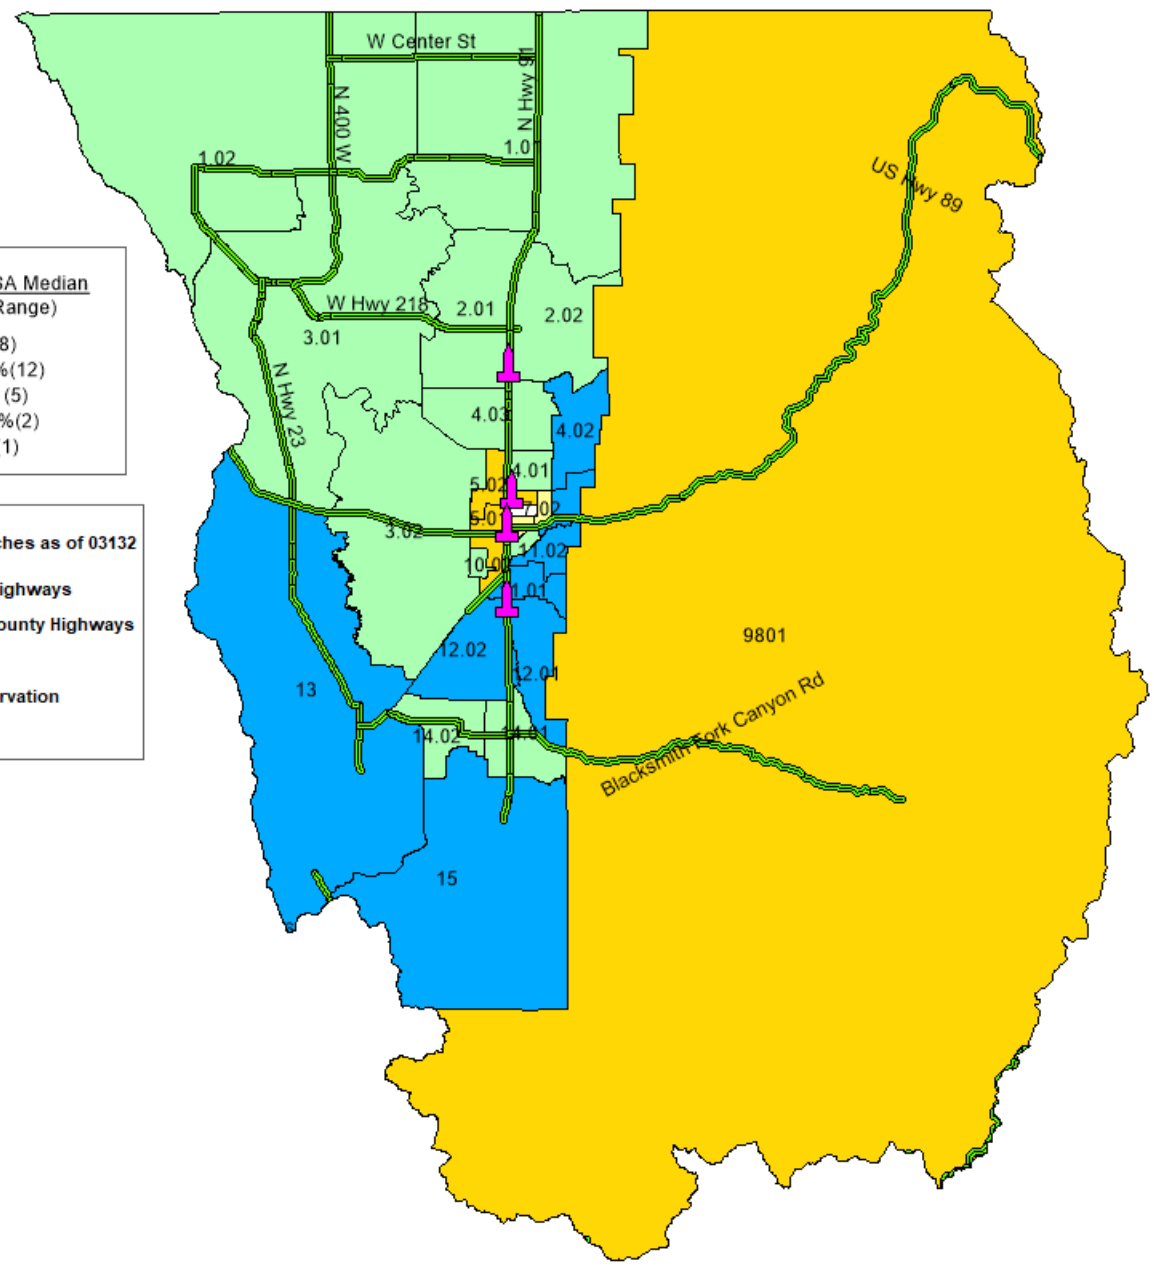 W Center St
N Hwy 91
N 400 W
1.02
1.0
US Hwy 89
SA Median
Range)
8)
%(12)
(5)
%(2)
(1)
W Hwy 218
2.01
2.02
3.01
N Hwy 23
4.03
4.02
4.01
5.02
7.02
5.01
3.02
11.02
10.01
ches as of 03132
ighways
ounty Highways
rvation
9801
12.02
12.01
13
Blacksmith Fork Canyon Rd
14.02
14.01
15